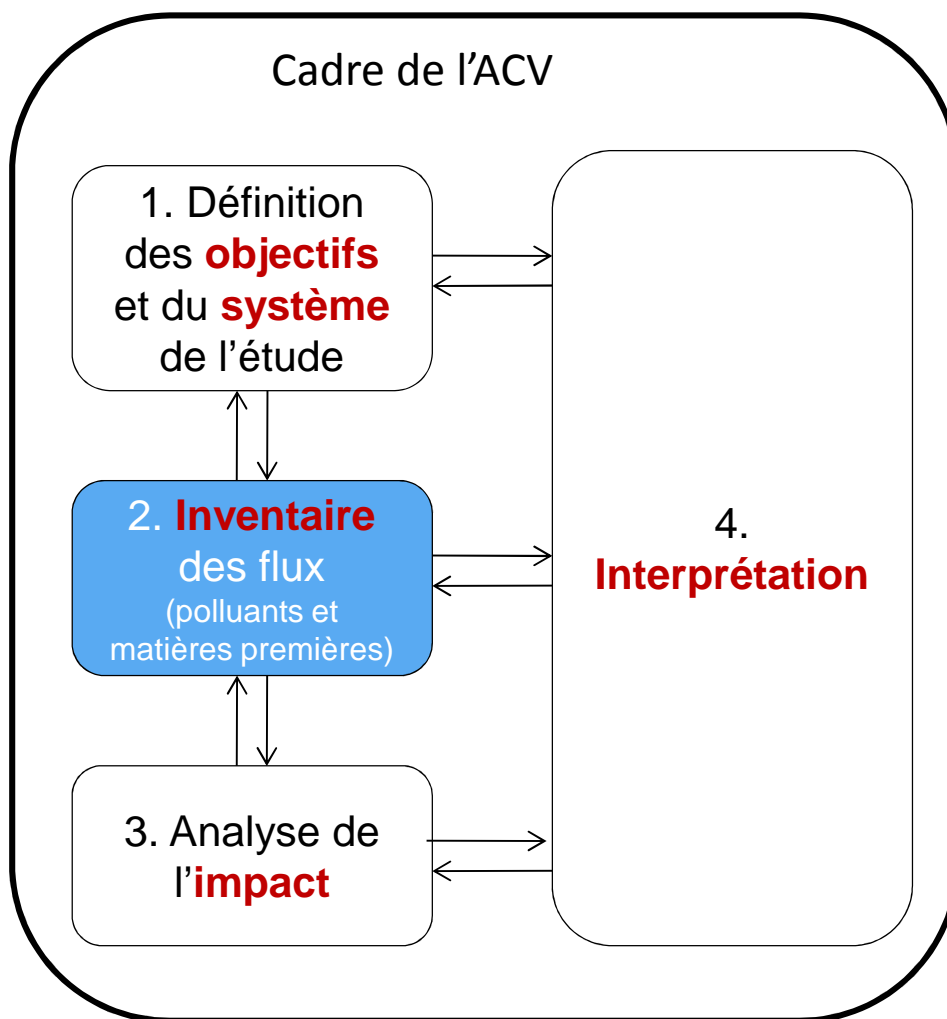 Cadre de l’ACV
1. Définition
des objectifs
et du système
de l’étude
2. Inventaire
des flux
(polluants et
matières premières)
3. Analyse de
l’impact
4.
Interprétation